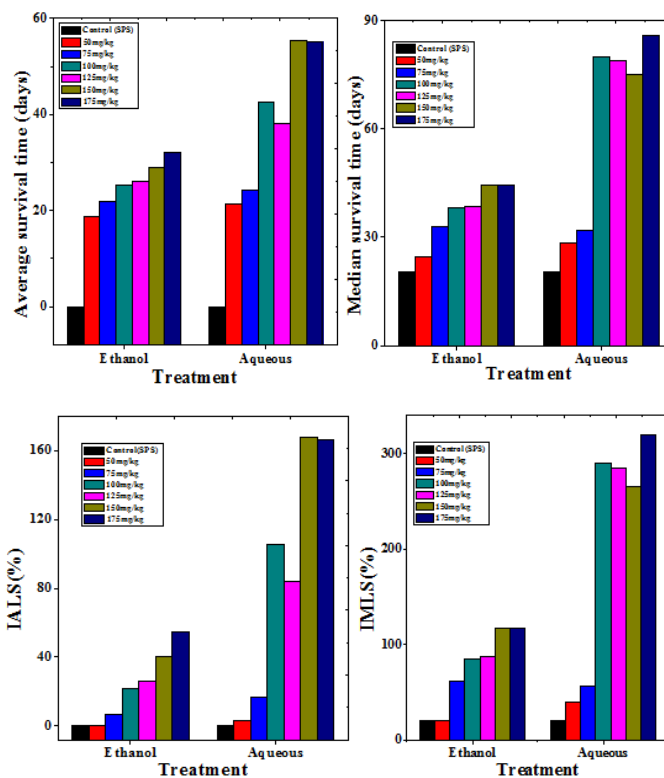 Average survival time (days)
60
40
20
0
Control (SPS)
50mg/kg
75mg/kg
100mg/kg
125mg/kg
150mg/kg
175mg/kg
Ethanol Aqueous
Treatment
Median survival time (days)
90
60
30
0
Control (SPS)
50mg/kg
75mg/kg
100mg/kg
125mg/kg
150mg/kg
175mg/kg
Ethanol Aqueous
Treatment
IALS(%)
160
120
80
40
0
Control(SPS)
50mg/kg
75mg/kg
100mg/kg
125mg/kg
150mg/kg
175mg/kg
Ethanol Aqueous
Treatment
IMLS(%)
300
200
100
0
Control(SPS)
50mg/kg
75mg/kg
100mg/kg
125mg/kg
150mg/kg
175mg/kg
Ethanol Aqueous
Treatment